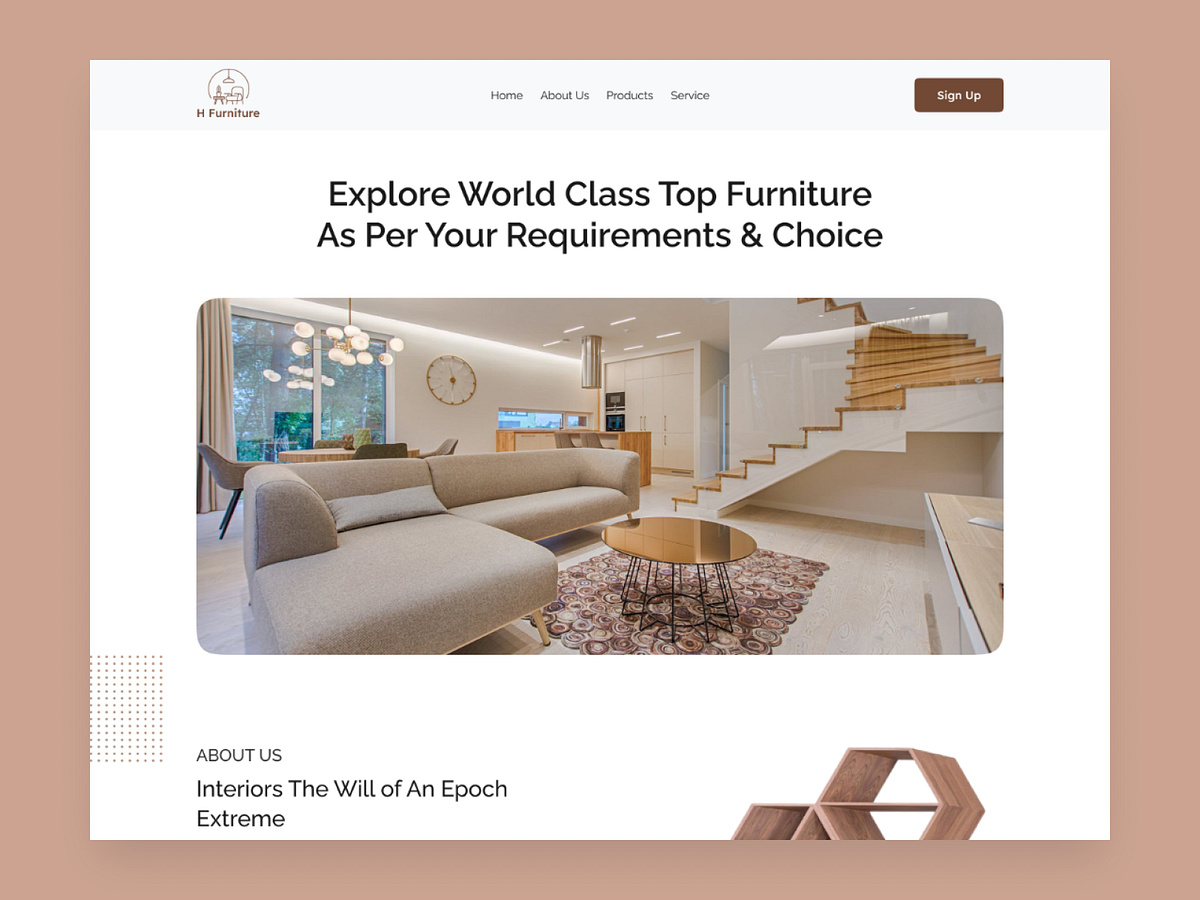 H Furniture
Home About Us Products Service
Sign Up
Explore World Class Top Furniture
As Per Your Requirements & Choice
ABOUT US
Interiors The Will of An Epoch
Extreme